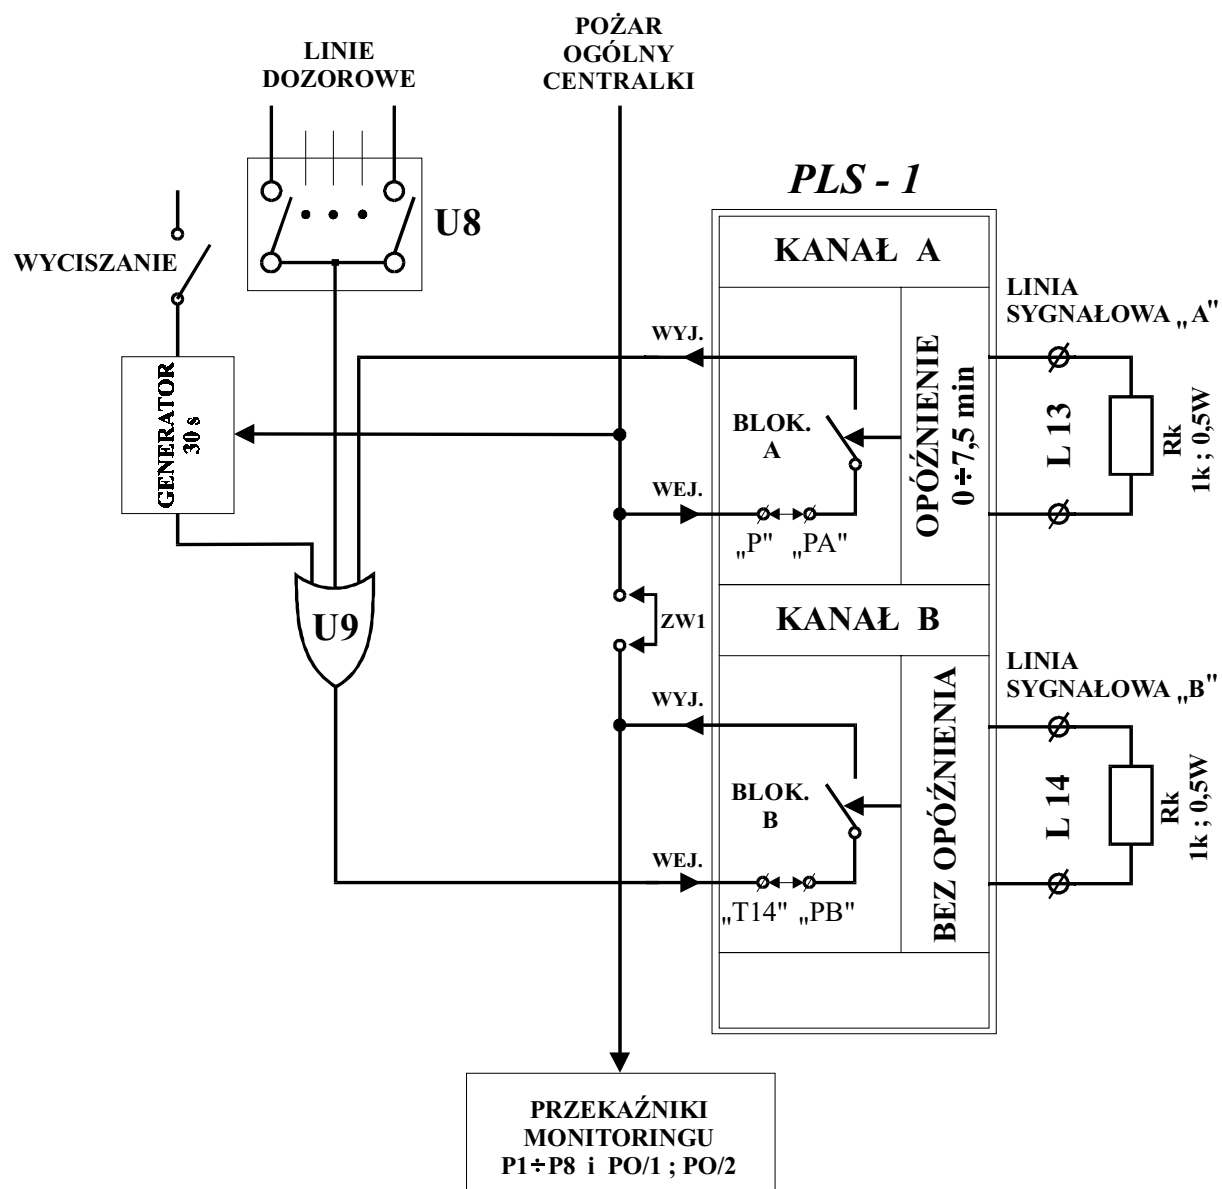 POŻAR
OGÓLNY
CENTRALKI
LINIE
DOZOROWE
PLS - 1
U8
WYCISZANIE
KANAŁ A
LINIA
SYGNAŁOWA „A"
WYJ.
GENERATOR
30 s
BLOK.
A
OPÓŹNIENIE
0÷7,5 min
L 13
Rk
1k ; 0,5W
WEJ.
„P" „PA"
U9
ZW1
KANAŁ B
LINIA
SYGNAŁOWA „B"
WYJ.
BLOK.
B
BEZ OPÓŹNIENIA
L 14
Rk
1k ; 0,5W
WEJ.
„T14" „PB"
PRZEKAŹNIKI
MONITORINGU
P1÷P8 i PO/1 ; PO/2